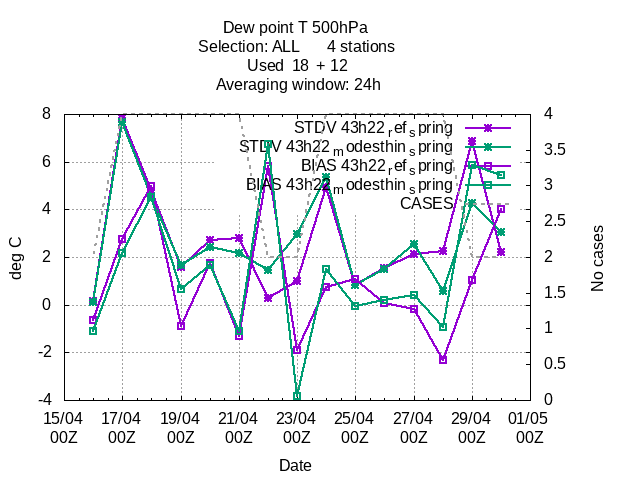 Dew point T 500hPa
Selection: ALL 4 stations
Used 18 + 12
Averaging window: 24h
STDV 43h22_ref_spring
STDV 43h22_modesthin_spring
BIAS 43h22_ref_spring
BIAS 43h22_modesthin_spring
CASES
deg C
8
6
4
2
0
-2
-4
No cases
4
3.5
3
2.5
2
1.5
1
0.5
0
15/04 17/04 19/04 21/04 23/04 25/04 27/04 29/04 01/05
00Z 00Z 00Z 00Z 00Z 00Z 00Z 00Z 00Z
Date